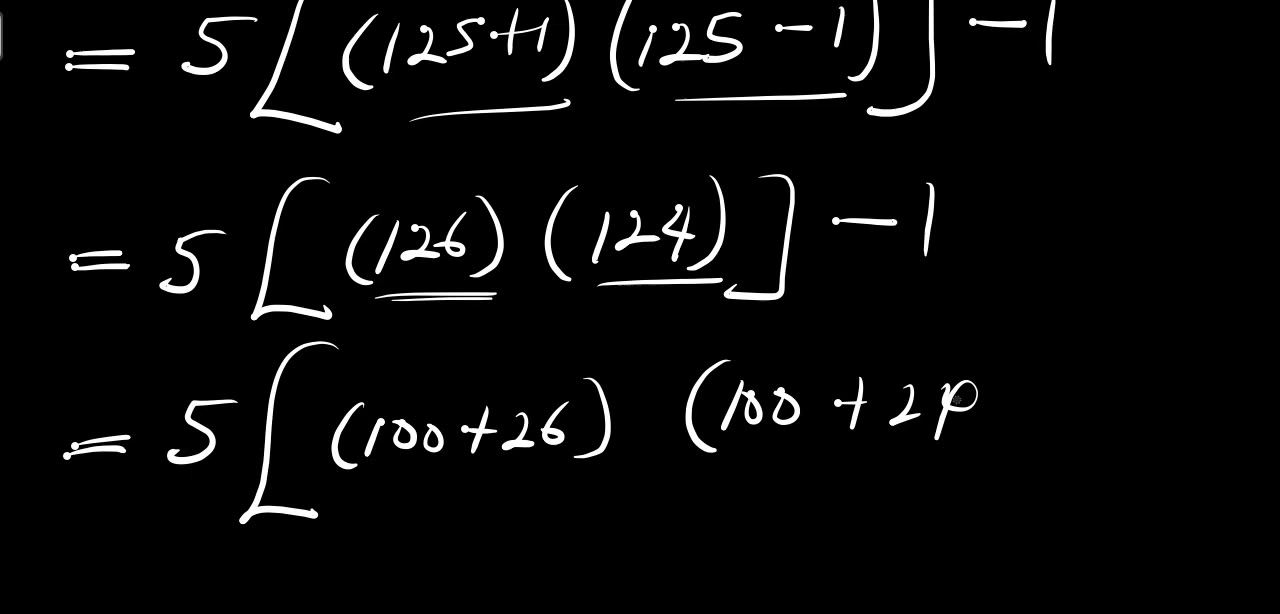 = 5 [ (125+1) (125-1) ] - 1
= 5 [ (126) (124) ] - 1
= 5 [ (100+26) (100 + 2